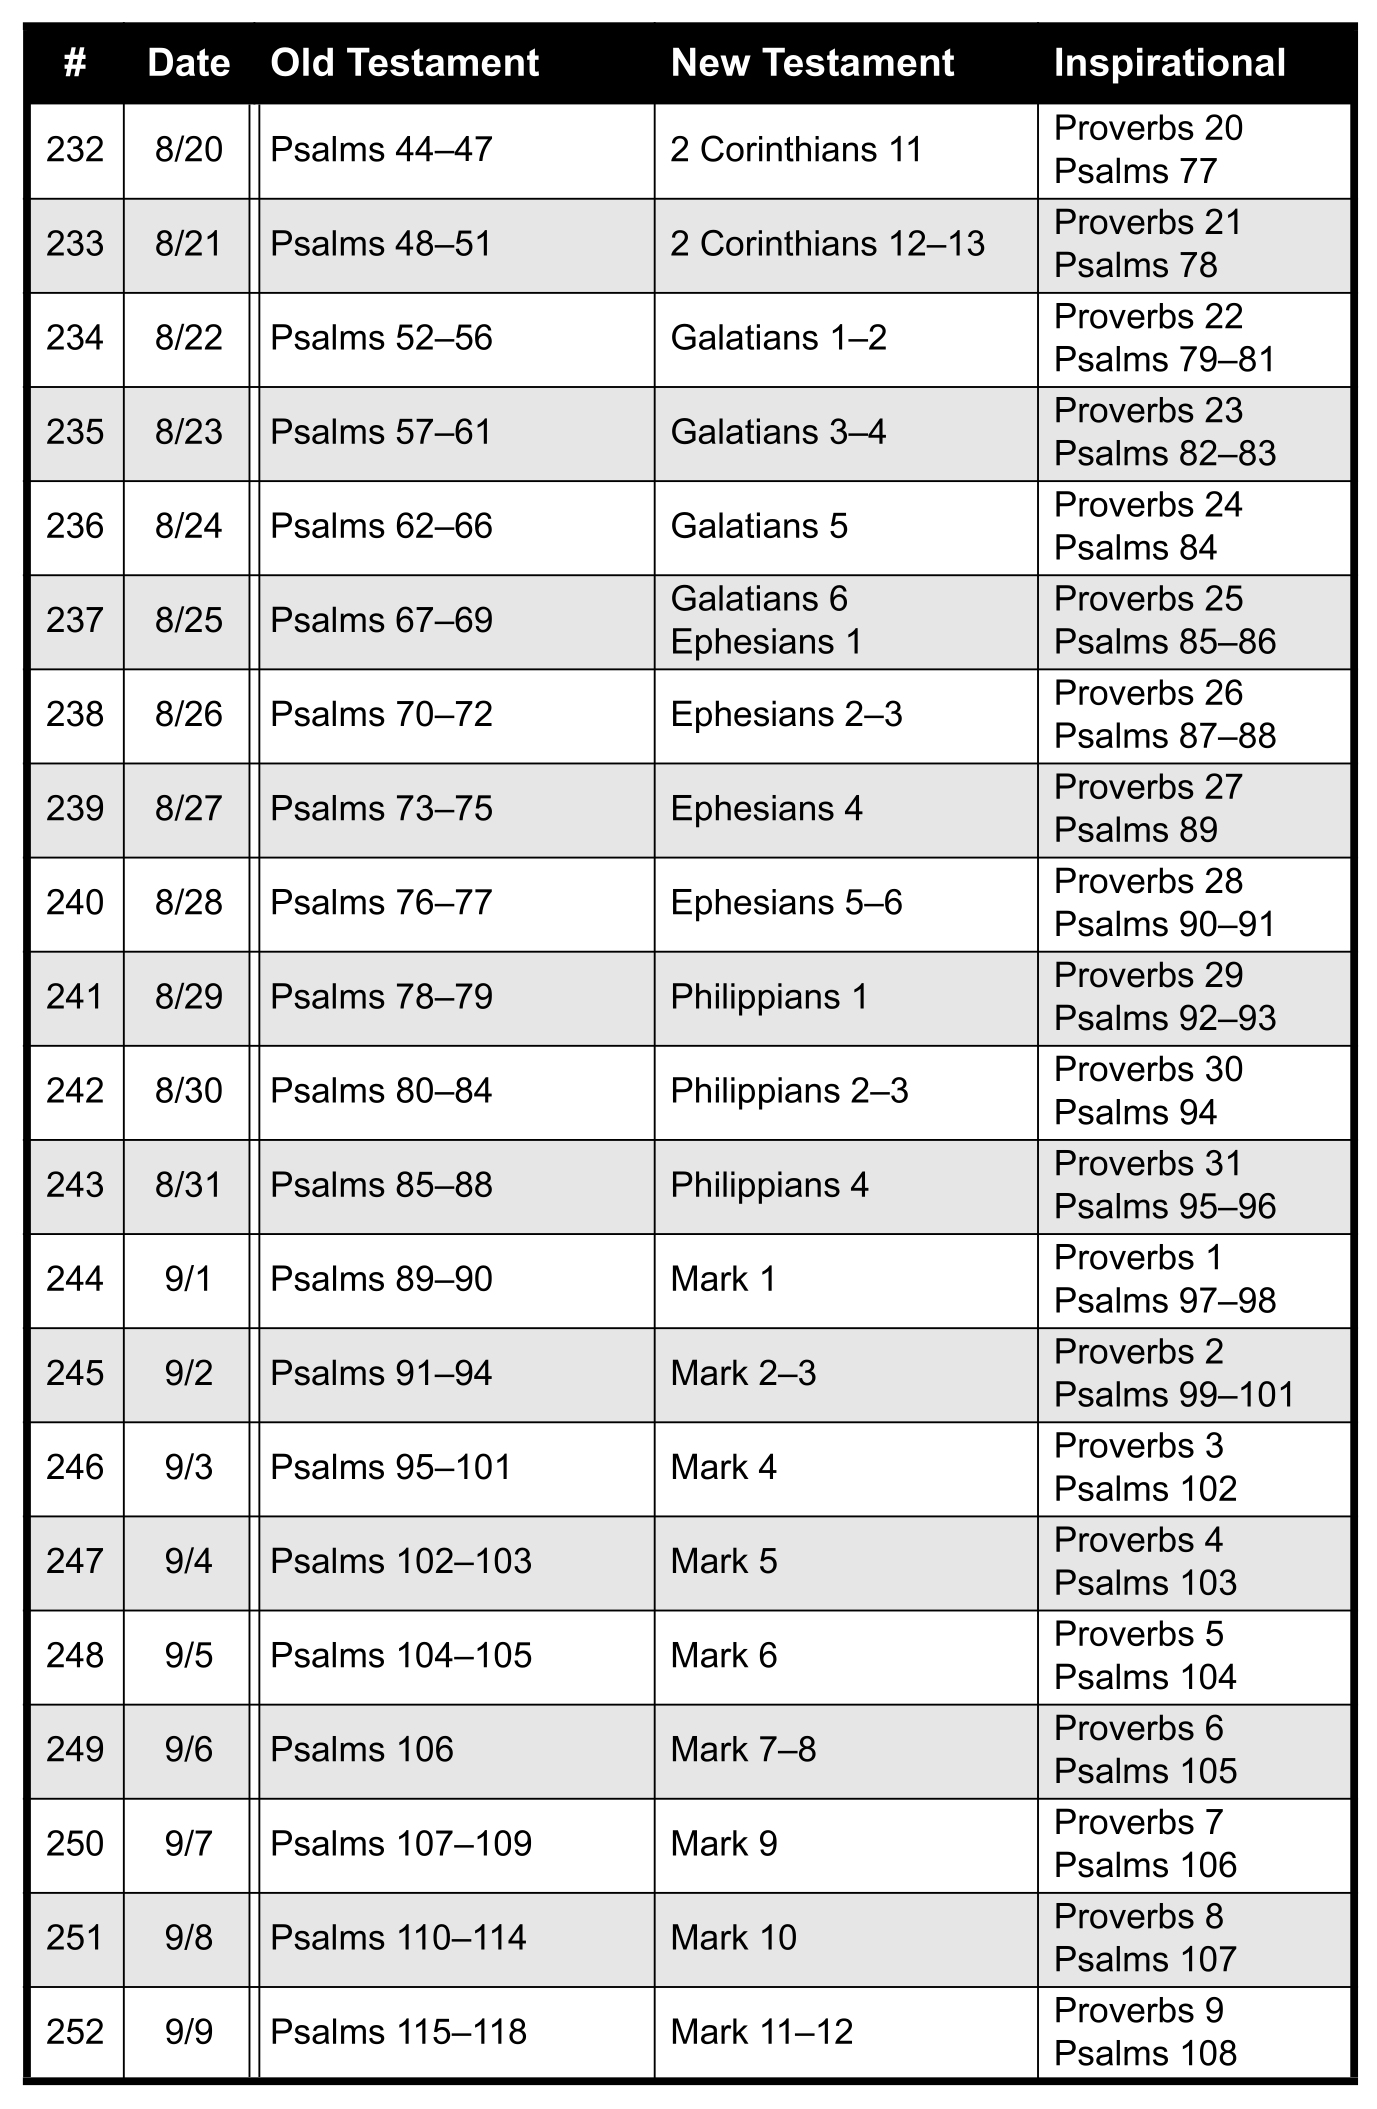 # Date Old Testament New Testament Inspirational
232 8/20 Psalms 44–47 2 Corinthians 11 Proverbs 20
Psalms 77
233 8/21 Psalms 48–51 2 Corinthians 12–13 Proverbs 21
Psalms 78
234 8/22 Psalms 52–56 Galatians 1–2 Proverbs 22
Psalms 79–81
235 8/23 Psalms 57–61 Galatians 3–4 Proverbs 23
Psalms 82–83
236 8/24 Psalms 62–66 Galatians 5 Proverbs 24
Psalms 84
237 8/25 Psalms 67–69 Galatians 6 Proverbs 25
Ephesians 1 Psalms 85–86
238 8/26 Psalms 70–72 Ephesians 2–3 Proverbs 26
Psalms 87–88
239 8/27 Psalms 73–75 Ephesians 4 Proverbs 27
Psalms 89
240 8/28 Psalms 76–77 Ephesians 5–6 Proverbs 28
Psalms 90–91
241 8/29 Psalms 78–79 Philippians 1 Proverbs 29
Psalms 92–93
242 8/30 Psalms 80–84 Philippians 2–3 Proverbs 30
Psalms 94
243 8/31 Psalms 85–88 Philippians 4 Proverbs 31
Psalms 95–96
244 9/1 Psalms 89–90 Mark 1 Proverbs 1
Psalms 97–98
245 9/2 Psalms 91–94 Mark 2–3 Proverbs 2
Psalms 99–101
246 9/3 Psalms 95–101 Mark 4 Proverbs 3
Psalms 102
247 9/4 Psalms 102–103 Mark 5 Proverbs 4
Psalms 103
248 9/5 Psalms 104–105 Mark 6 Proverbs 5
Psalms 104
249 9/6 Psalms 106 Mark 7–8 Proverbs 6
Psalms 105
250 9/7 Psalms 107–109 Mark 9 Proverbs 7
Psalms 106
251 9/8 Psalms 110–114 Mark 10 Proverbs 8
Psalms 107
252 9/9 Psalms 115–118 Mark 11–12 Proverbs 9
Psalms 108